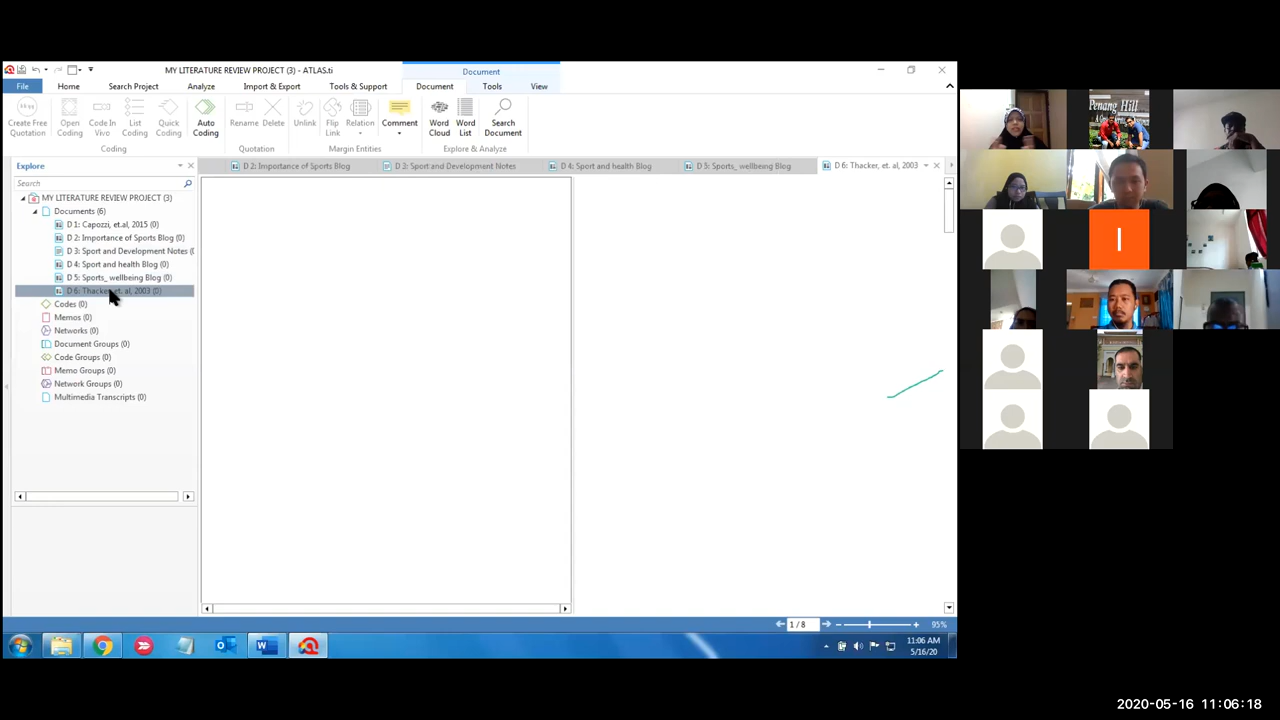 MY LITERATURE REVIEW PROJECT (3) - ATLAS.ti
Document
File Home Search Project Analyze Import & Export Tools & Support Document Tools View
Create Free Quotation
Open Coding
Code In Vivo
List Coding
Quick Coding
Auto Coding
Rename
Delete
Unlink
Flip Link
Relation
Comment
Word Cloud
Word List
Search Document
Coding Quotation Margin Entities Explore & Analyze
Explore
D 2: Importance of Sports Blog
D 3: Sport and Development Notes
D 4: Sport and health Blog
D 5: Sports_ wellbeing Blog
D 6: Thacker, et. al, 2003
Search
MY LITERATURE REVIEW PROJECT (3)
Documents (6)
D 1: Capozzi, et.al, 2015 (0)
D 2: Importance of Sports Blog (0)
D 3: Sport and Development Notes (
D 4: Sport and health Blog (0)
D 5: Sports_ wellbeing Blog (0)
D 6: Thacker, et. al, 2003 (0)
Codes (0)
Memos (0)
Networks (0)
Document Groups (0)
Code Groups (0)
Memo Groups (0)
Network Groups (0)
Multimedia Transcripts (0)
1 / 8
95%
11:06 AM
5/16/20
Penang Hill
I
2020-05-16 11:06:18